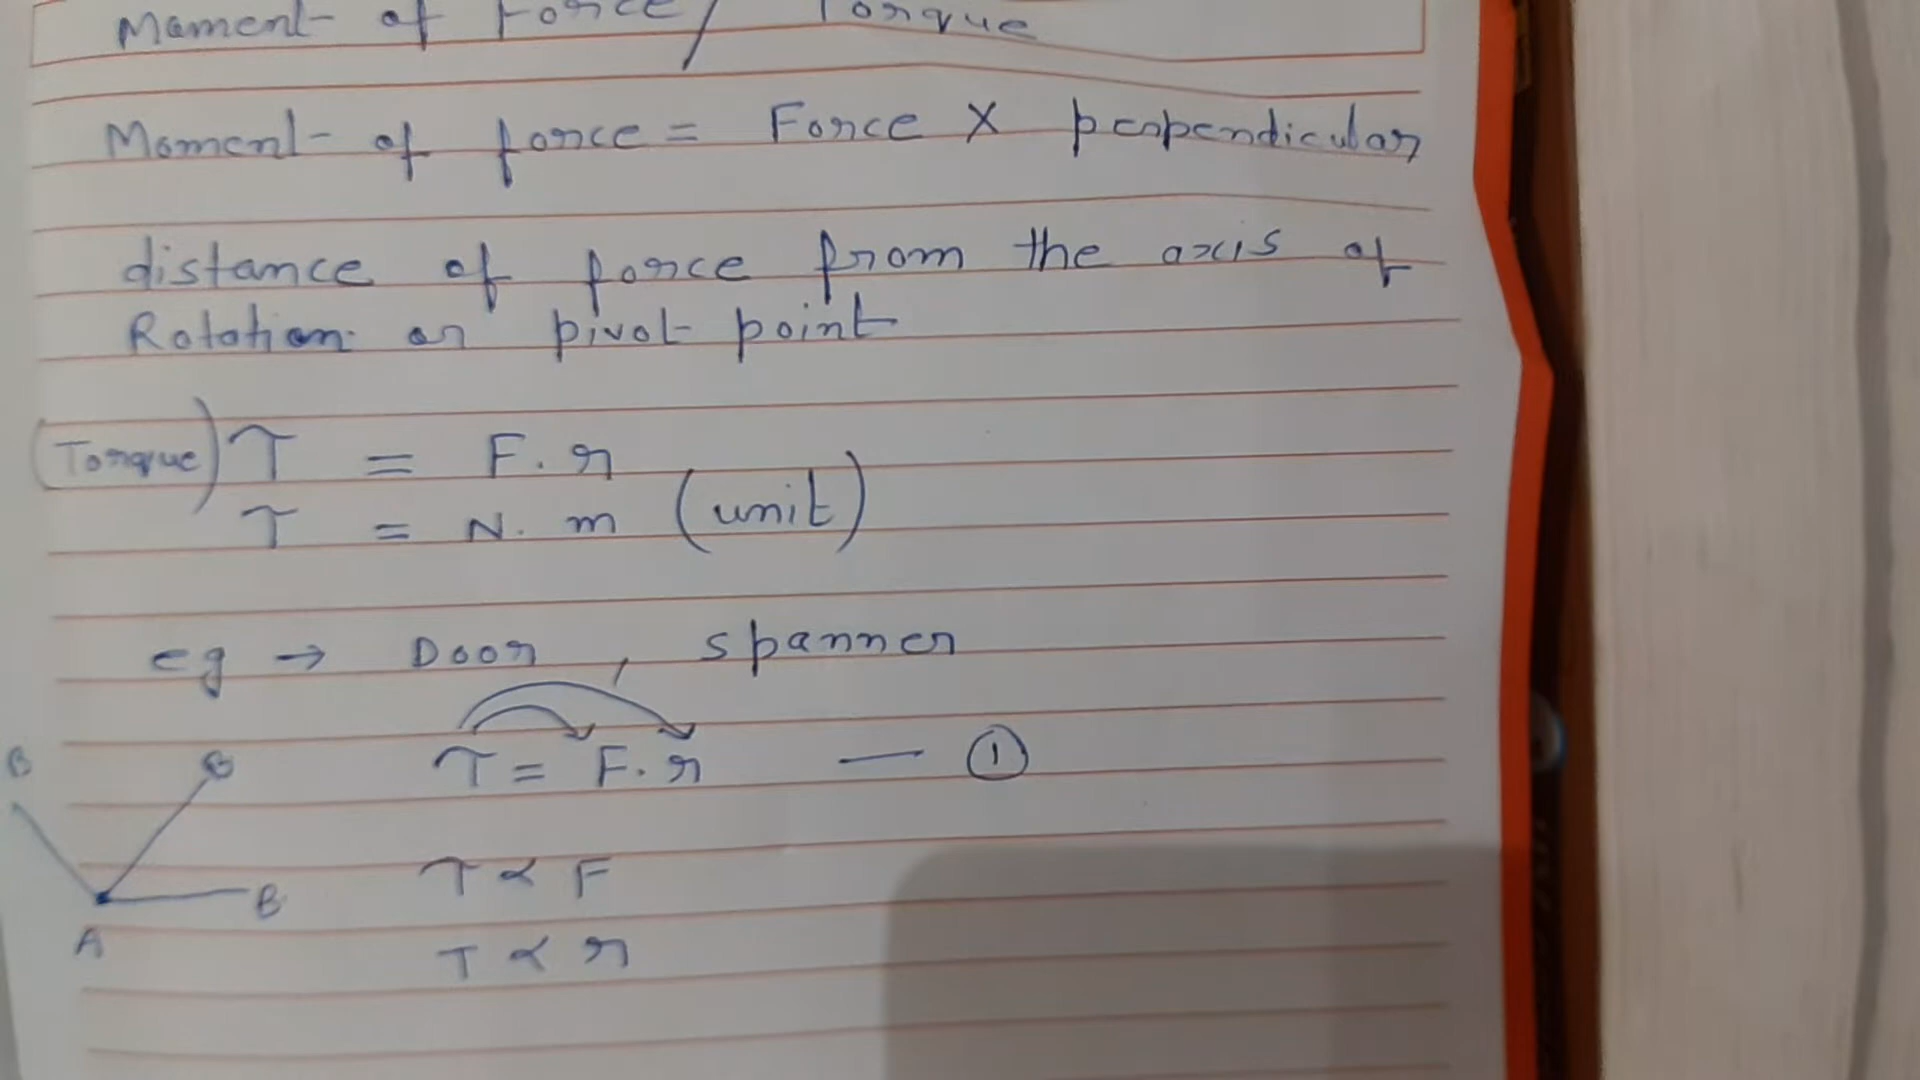 Moment of Force/ Torque
Moment of force = Force X perpendicular
distance of force from the axis of
Rotation or pivot point
(Torque) τ = F.r
τ = N.m (unit)
eg → Door, spanner
τ = F.r — ①
τ ∝ F
τ ∝ r
B
B
B
A